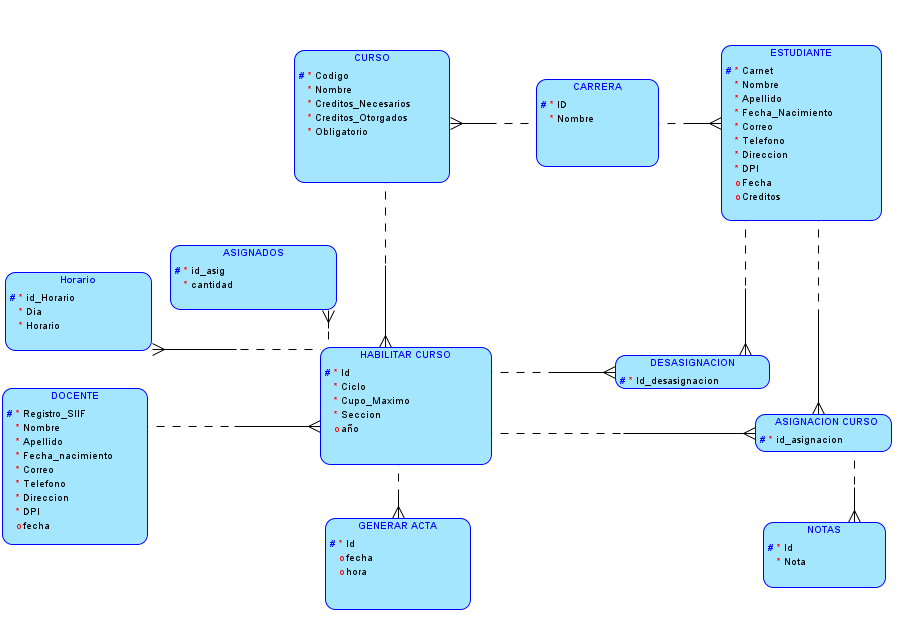 CURSO
# * Codigo
* Nombre
* Creditos_Necesarios
* Creditos_Otorgados
* Obligatorio
CARRERA
# * ID
* Nombre
ESTUDIANTE
# * Carnet
* Nombre
* Apellido
* Fecha_Nacimiento
* Correo
* Telefono
* Direccion
* DPI
o Fecha
o Creditos
ASIGNADOS
# * id_asig
* cantidad
Horario
# * id_Horario
* Dia
* Horario
HABILITAR CURSO
# * Id
* Ciclo
* Cupo_Maximo
* Seccion
o año
DESASIGNACION
# * Id_desasignacion
DOCENTE
# * Registro_SIIF
* Nombre
* Apellido
* Fecha_nacimiento
* Correo
* Telefono
* Direccion
* DPI
o fecha
ASIGNACION CURSO
# * id_asignacion
GENERAR ACTA
# * Id
o fecha
o hora
NOTAS
# * Id
* Nota